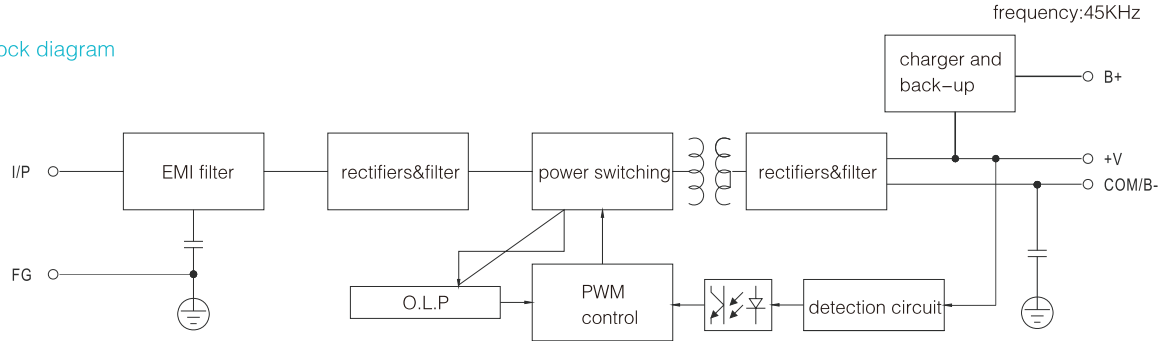 frequency:45KHz
ock diagram
charger and
back-up
B+
I/P
EMI filter
rectifiers&filter
power switching
rectifiers&filter
+V
COM/B-
FG
O.L.P
PWM
control
detection circuit